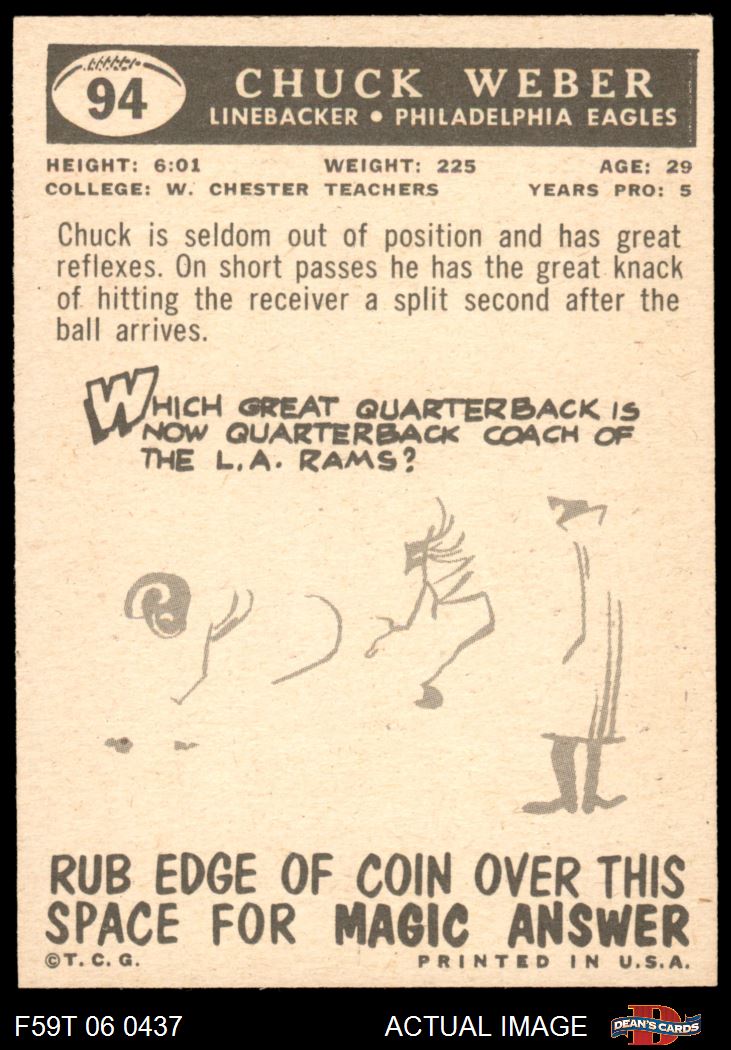 94
CHUCK WEBER
LINEBACKER • PHILADELPHIA EAGLES
HEIGHT: 6:01 WEIGHT: 225 AGE: 29
COLLEGE: W. CHESTER TEACHERS YEARS PRO: 5
Chuck is seldom out of position and has great
reflexes. On short passes he has the great knack
of hitting the receiver a split second after the
ball arrives.
WHICH GREAT QUARTERBACK IS
NOW QUARTERBACK COACH OF
THE L.A. RAMS?
RUB EDGE OF COIN OVER THIS
SPACE FOR MAGIC ANSWER
©T.C.G. PRINTED IN U.S.A.
F59T 06 0437 ACTUAL IMAGE DEAN'S CARDS